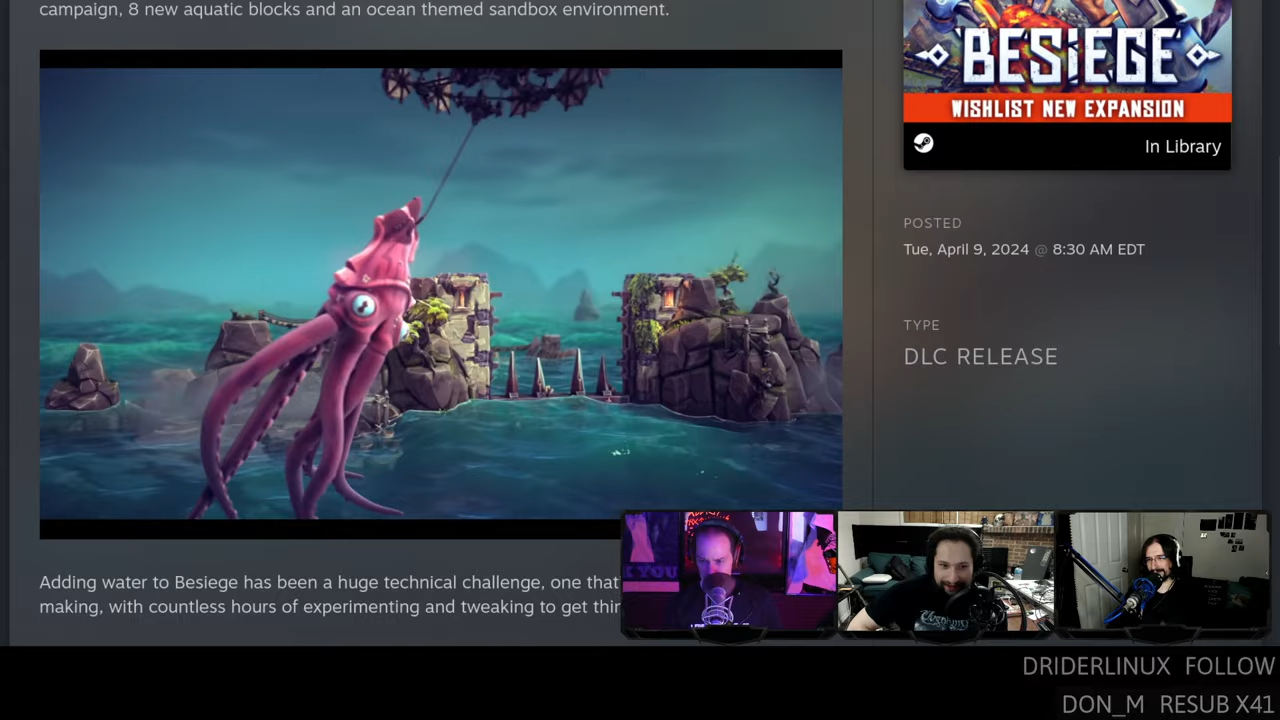 campaign, 8 new aquatic blocks and an ocean themed sandbox environment.
BESIEGE
WISHLIST NEW EXPANSION
In Library
POSTED
Tue, April 9, 2024 @ 8:30 AM EDT
TYPE
DLC RELEASE
Adding water to Besiege has been a huge technical challenge, one that
making, with countless hours of experimenting and tweaking to get
K YOU
DRIDERLINUX FOLLOW
DON_M RESUB X41